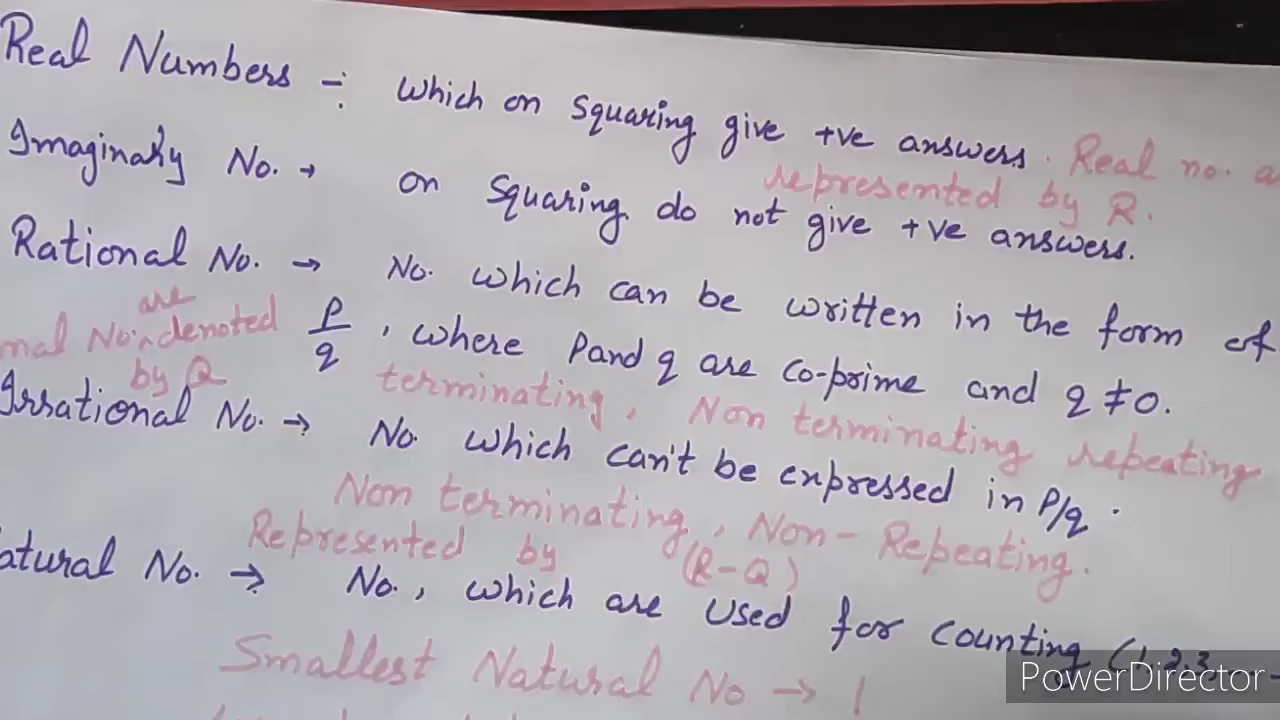 Real Numbers ÷ Which on squaring give +ve answers. Real no. a
represented by R.
Imaginary No. → on squaring do not give +ve answers.
Rational No. → No. which can be written in the form of
mal No. are denoted by Q
P/q, where P and q are co-prime and q ≠ 0.
terminating, Non terminating repeating
Irrational No. → No. which can't be expressed in P/q.
Non terminating, Non-Repeating.
Represented by (R-Q)
atural No. → No., which are used for counting (1,2,3
Smallest Natural No → 1
PowerDirector